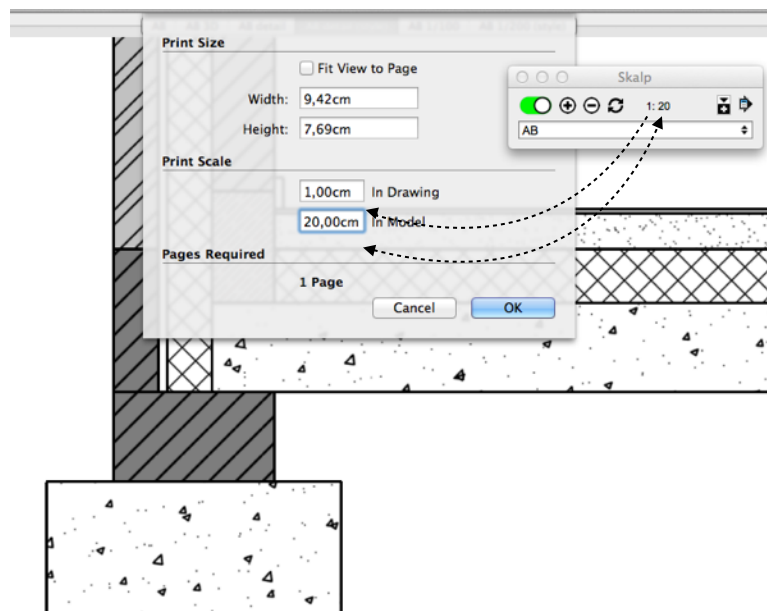 Print Size
Fit View to Page
Width: 9,42cm
Height: 7,69cm
Print Scale
1,00cm In Drawing
20,00cm In Model
Pages Required
1 Page
Cancel OK
Skalp
1: 20
AB